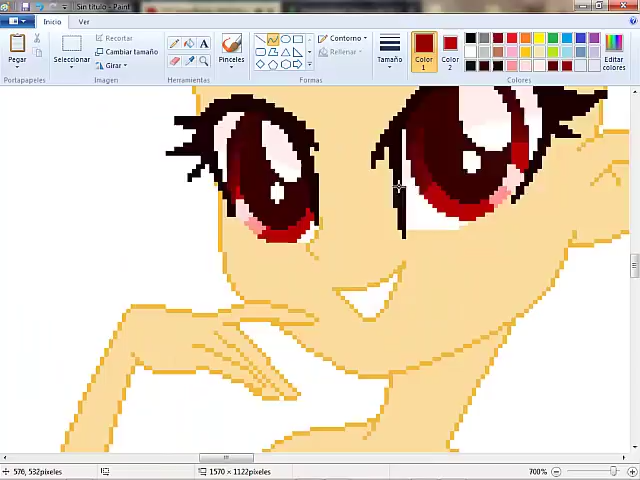 Sin título - Paint
Inicio Ver
Pegar
Portapapeles
Seleccionar
Recortar
Cambiar tamaño
Girar
Imagen
A
Herramientas
Pinceles
Contorno
Rellenar
Formas
Tamaño
Color 1
Color 2
Editar colores
Colores
576, 532píxeles
1570 × 1122píxeles
700%